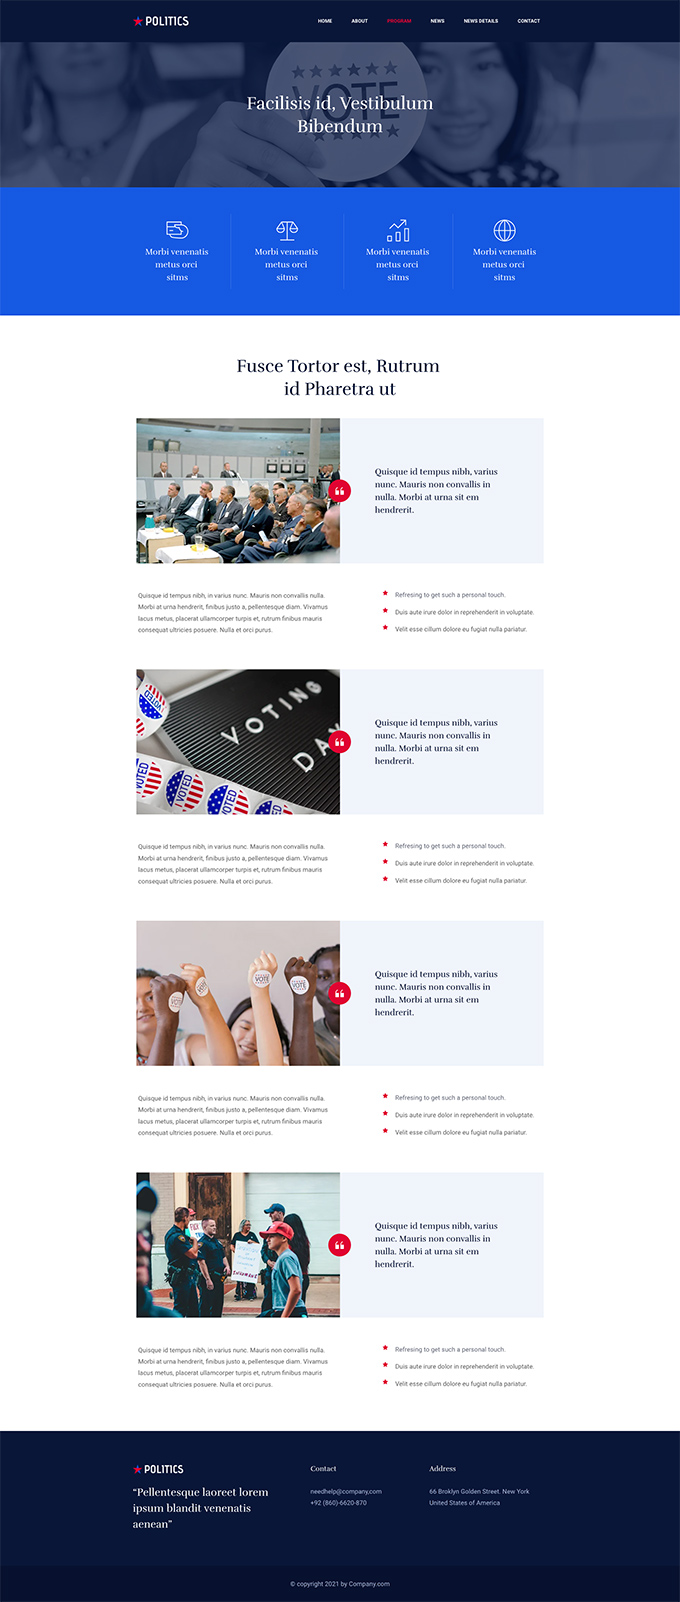 POLITICS
HOME ABOUT PROGRAM NEWS NEWS DETAILS CONTACT
VOTE
Facilisis id, Vestibulum
Bibendum
Morbi venenatis
metus orci
sitms
Morbi venenatis
metus orci
sitms
Morbi venenatis
metus orci
sitms
Morbi venenatis
metus orci
sitms
Fusce Tortor est, Rutrum
id Pharetra ut
Quisque id tempus nibh, varius
nunc. Mauris non convallis in
nulla. Morbi at urna sit em
hendrerit.
Quisque id tempus nibh, in varius nunc. Mauris non convallis nulla.
Morbi at urna hendrerit, finibus justo a, pellentesque diam. Vivamus
lacus metus, placerat ullamcorper turpis et, rutrum finibus mauris
consequat ultricies posuere. Nulla et orci purus.
Refresing to get such a personal touch.
Duis aute irure dolor in reprehenderit in voluptate.
Velit esse cillum dolore eu fugiat nulla pariatur.
VOTING
DAY
I VOTED
VOTED
I VOTED
VOTED
VOTED
Quisque id tempus nibh, varius
nunc. Mauris non convallis in
nulla. Morbi at urna sit em
hendrerit.
Quisque id tempus nibh, in varius nunc. Mauris non convallis nulla.
Morbi at urna hendrerit, finibus justo a, pellentesque diam. Vivamus
lacus metus, placerat ullamcorper turpis et, rutrum finibus mauris
consequat ultricies posuere. Nulla et orci purus.
Refresing to get such a personal touch.
Duis aute irure dolor in reprehenderit in voluptate.
Velit esse cillum dolore eu fugiat nulla pariatur.
VOTE
VOTE
VOTE
VOTE
Quisque id tempus nibh, varius
nunc. Mauris non convallis in
nulla. Morbi at urna sit em
hendrerit.
Quisque id tempus nibh, in varius nunc. Mauris non convallis nulla.
Morbi at urna hendrerit, finibus justo a, pellentesque diam. Vivamus
lacus metus, placerat ullamcorper turpis et, rutrum finibus mauris
consequat ultricies posuere. Nulla et orci purus.
Refresing to get such a personal touch.
Duis aute irure dolor in reprehenderit in voluptate.
Velit esse cillum dolore eu fugiat nulla pariatur.
Quisque id tempus nibh, varius
nunc. Mauris non convallis in
nulla. Morbi at urna sit em
hendrerit.
Quisque id tempus nibh, in varius nunc. Mauris non convallis nulla.
Morbi at urna hendrerit, finibus justo a, pellentesque diam. Vivamus
lacus metus, placerat ullamcorper turpis et, rutrum finibus mauris
consequat ultricies posuere. Nulla et orci purus.
Refresing to get such a personal touch.
Duis aute irure dolor in reprehenderit in voluptate.
Velit esse cillum dolore eu fugiat nulla pariatur.
POLITICS
“Pellentesque laoreet lorem
ipsum blandit venenatis
aenean”
Contact
needhelp@company,com
+92 (860)-6620-870
Address
66 Broklyn Golden Street. New York
United States of America
© copyright 2021 by Company.com